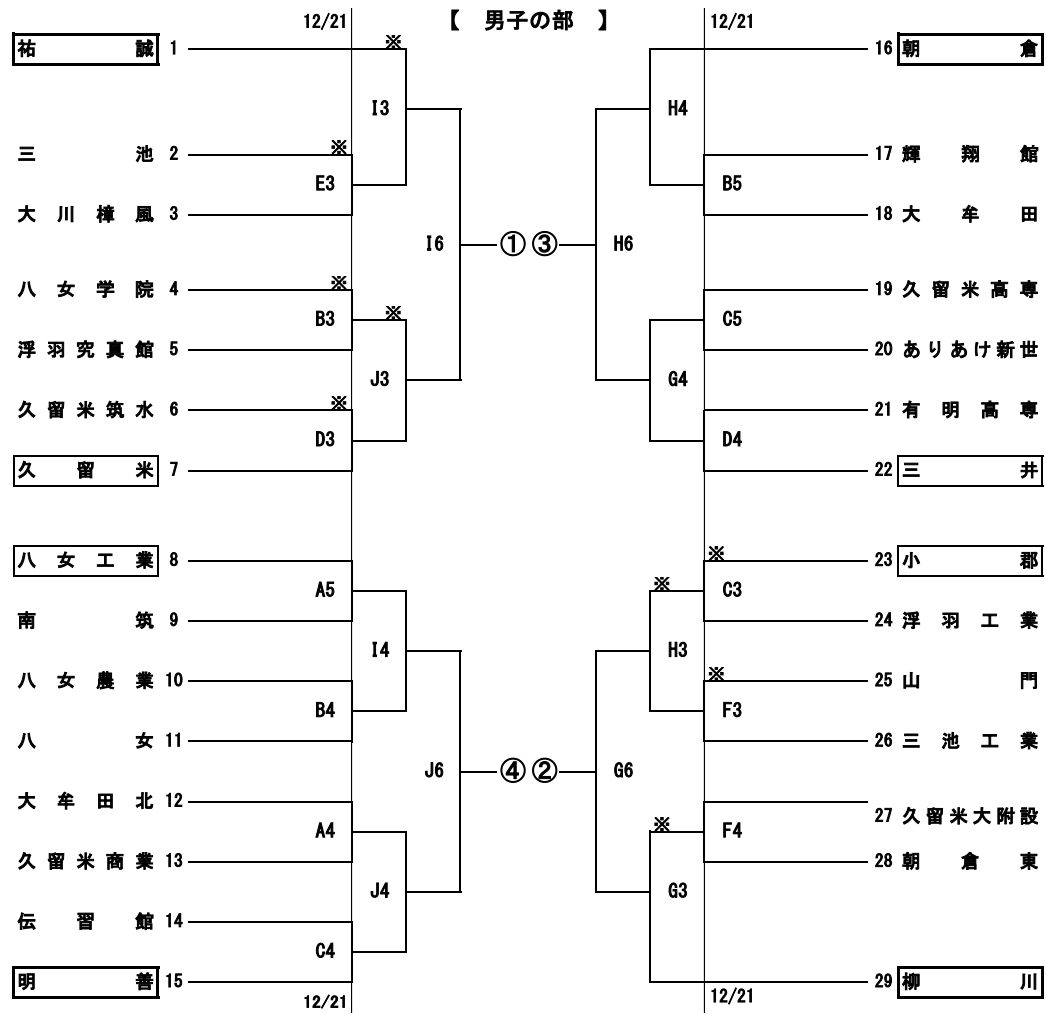 【 男子の部 】
12/21
祐誠 1
※
I3
三池 2
※
E3
大川樟風 3
I6
①
八女学院 4
※
B3
※
浮羽究真館 5
J3
久留米筑水 6
※
D3
久留米 7
八女工業 8
A5
南筑 9
I4
八女農業 10
B4
八女 11
J6
④
大牟田北 12
A4
久留米商業 13
J4
伝習館 14
C4
明善 15
12/21
12/21
16 朝倉
H4
17 輝翔館
B5
18 大牟田
③
H6
19 久留米高専
C5
20 ありあけ新世
G4
21 有明高専
D4
22 三井
※
23 小郡
※
C3
24 浮羽工業
H3
※
25 山門
F3
26 三池工業
②
G6
27 久留米大附設
※
F4
28 朝倉東
G3
29 柳川
12/21